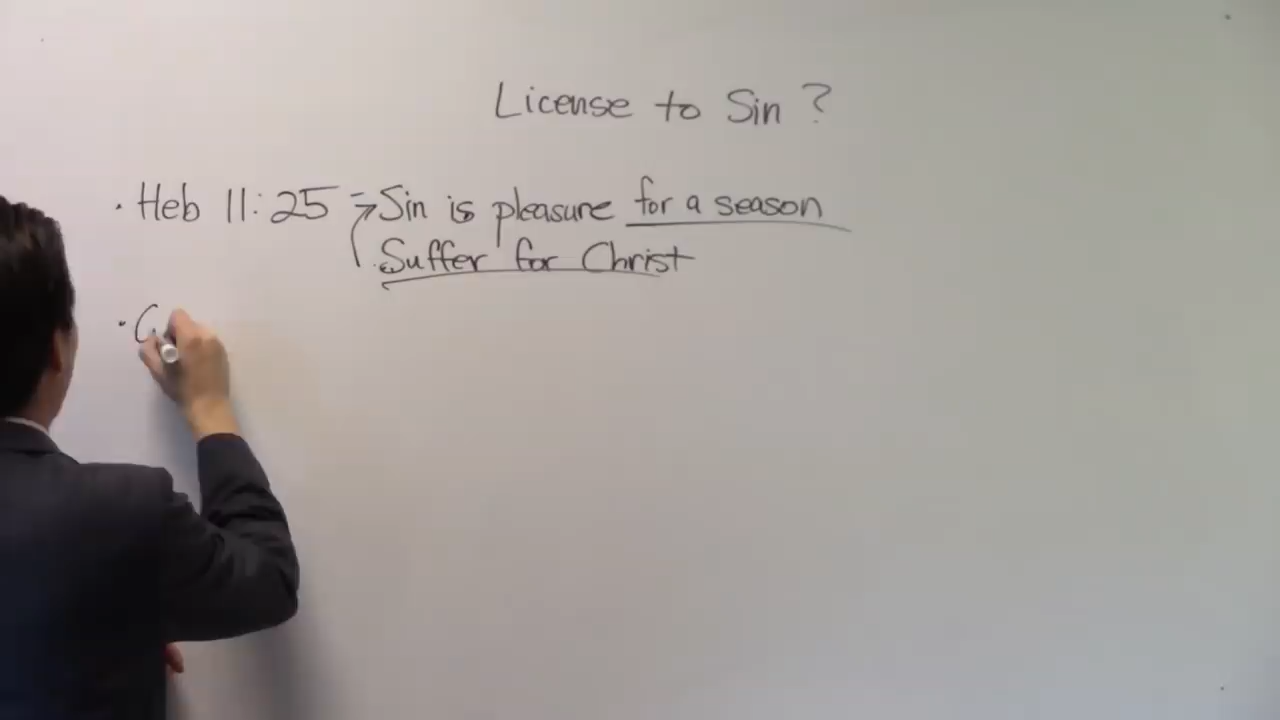 License to Sin?
· Heb 11:25 - Sin is pleasure for a season
Suffer for Christ